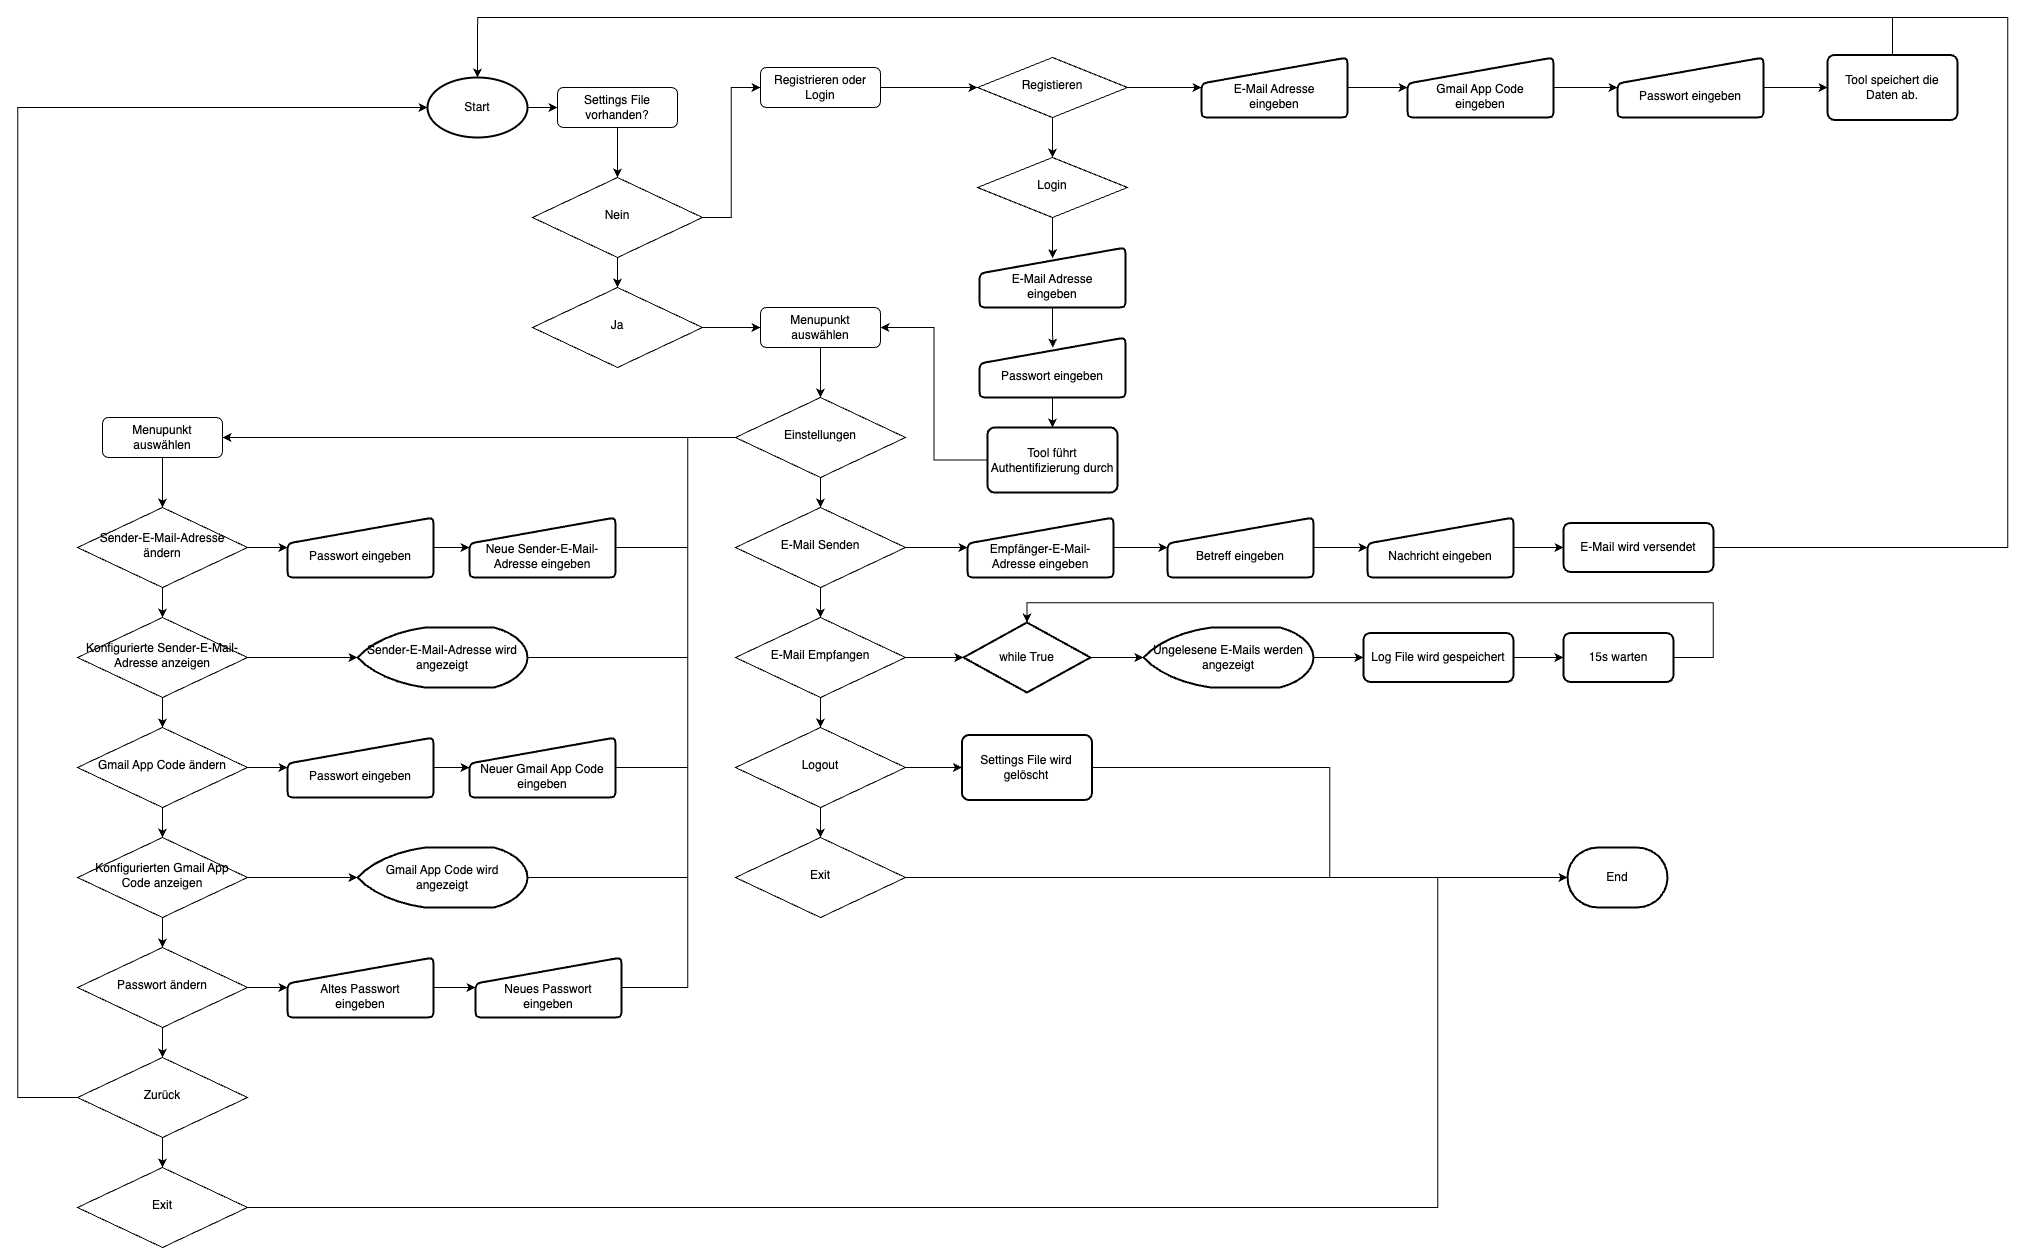 Start
Settings File
vorhanden?
Registrieren oder
Login
Registieren
E-Mail Adresse
eingeben
Gmail App Code
eingeben
Passwort eingeben
Tool speichert die
Daten ab.
Nein
Login
E-Mail Adresse
eingeben
Ja
Menupunkt
auswählen
Passwort eingeben
Menupunkt
auswählen
Einstellungen
Tool führt
Authentifizierung durch
Sender-E-Mail-Adresse
ändern
Passwort eingeben
Neue Sender-E-Mail-
Adresse eingeben
E-Mail Senden
Empfänger-E-Mail-
Adresse eingeben
Betreff eingeben
Nachricht eingeben
E-Mail wird versendet
Konfigurierte Sender-E-Mail-
Adresse anzeigen
Sender-E-Mail-Adresse wird
angezeigt
E-Mail Empfangen
while True
Ungelesene E-Mails werden
angezeigt
Log File wird gespeichert
15s warten
Gmail App Code ändern
Passwort eingeben
Neuer Gmail App Code
eingeben
Logout
Settings File wird
gelöscht
Konfigurierten Gmail App
Code anzeigen
Gmail App Code wird
angezeigt
Exit
End
Passwort ändern
Altes Passwort
eingeben
Neues Passwort
eingeben
Zurück
Exit